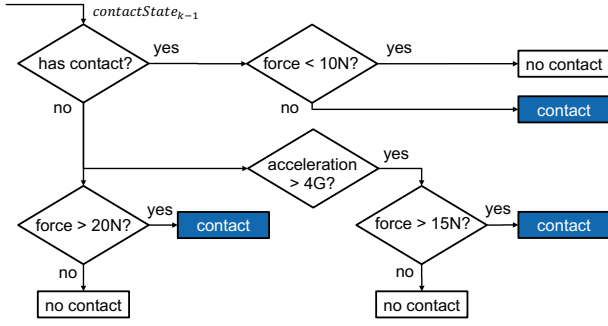 contactState_{k-1}
has contact?
yes
force < 10N?
yes
no contact
no
no
contact
acceleration
> 4G?
yes
force > 20N?
yes
contact
force > 15N?
yes
contact
no
no
no contact
no contact